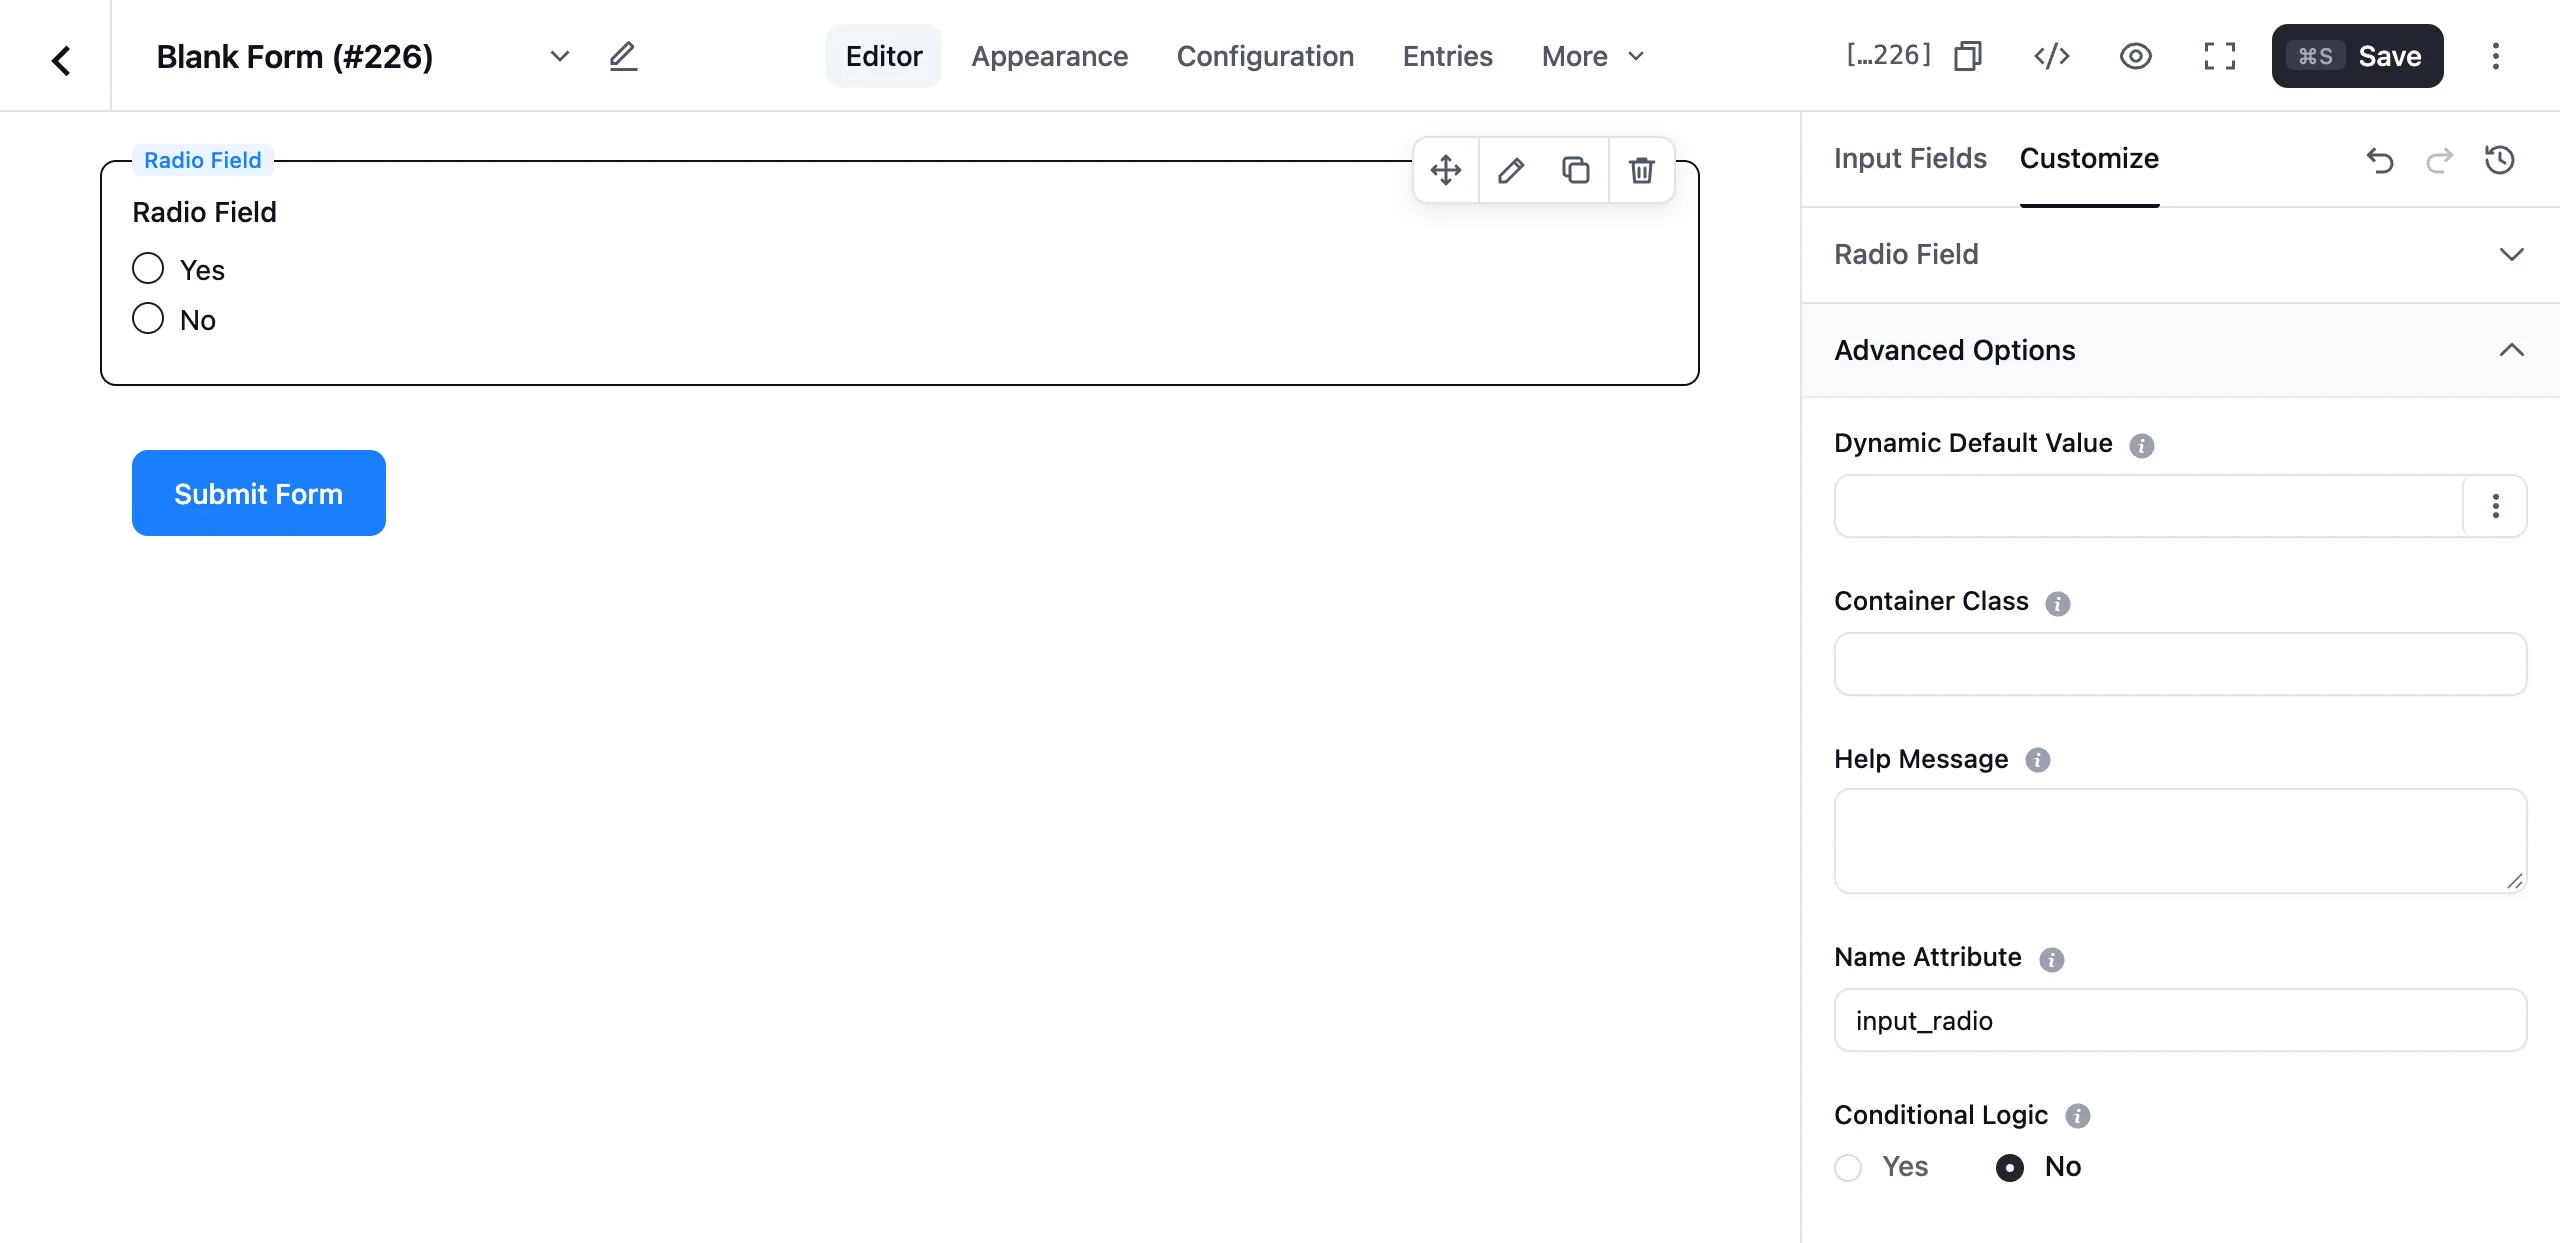 Blank Form (#226)
Editor
Appearance
Configuration
Entries
More
[…226]
⌘S Save
Radio Field
Radio Field
Yes
No
Submit Form
Input Fields
Customize
Radio Field
Advanced Options
Dynamic Default Value
Container Class
Help Message
Name Attribute
input_radio
Conditional Logic
Yes
No